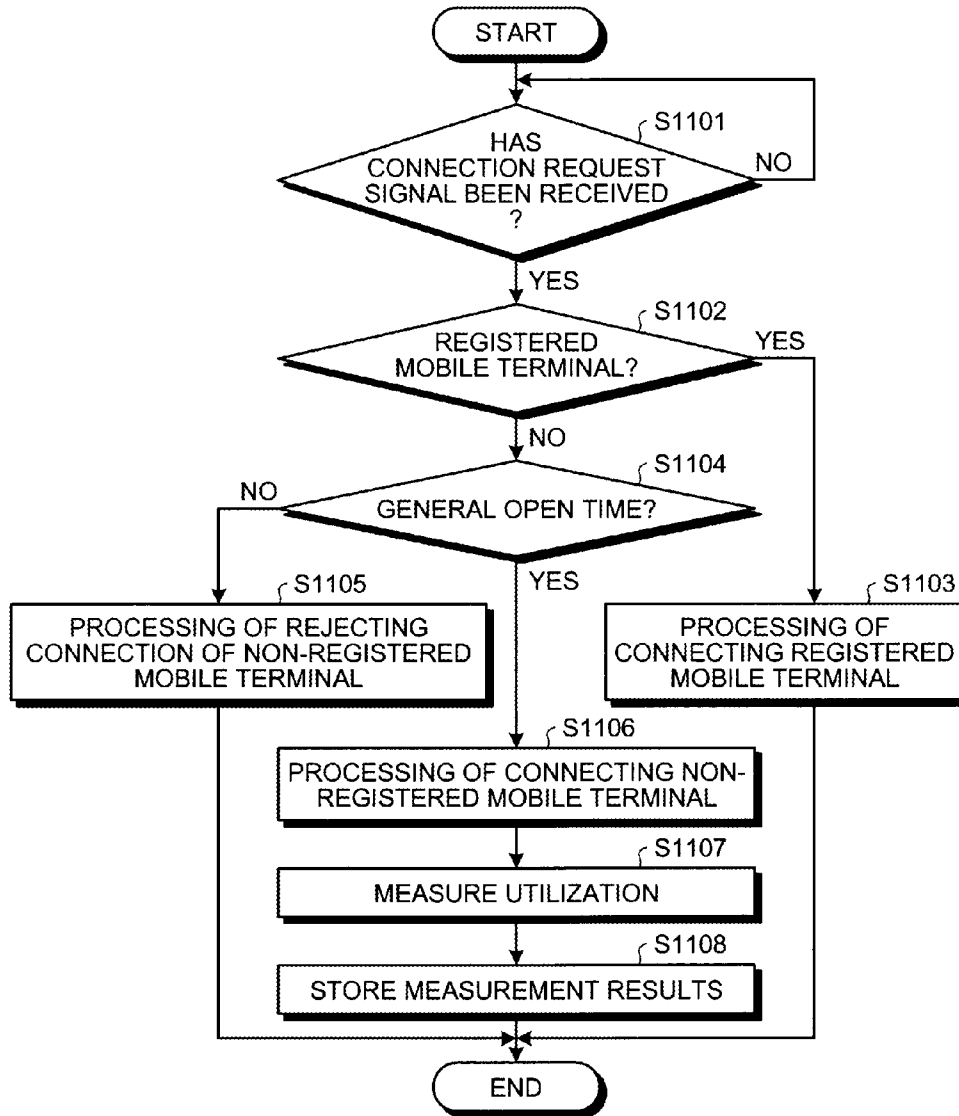 START
S1101
HAS
CONNECTION REQUEST
SIGNAL BEEN RECEIVED
?
NO
YES
S1102
REGISTERED
MOBILE TERMINAL?
YES
NO
S1104
GENERAL OPEN TIME?
NO
YES
S1105
PROCESSING OF REJECTING
CONNECTION OF NON-REGISTERED
MOBILE TERMINAL
S1103
PROCESSING OF
CONNECTING REGISTERED
MOBILE TERMINAL
S1106
PROCESSING OF CONNECTING NON-
REGISTERED MOBILE TERMINAL
S1107
MEASURE UTILIZATION
S1108
STORE MEASUREMENT RESULTS
END